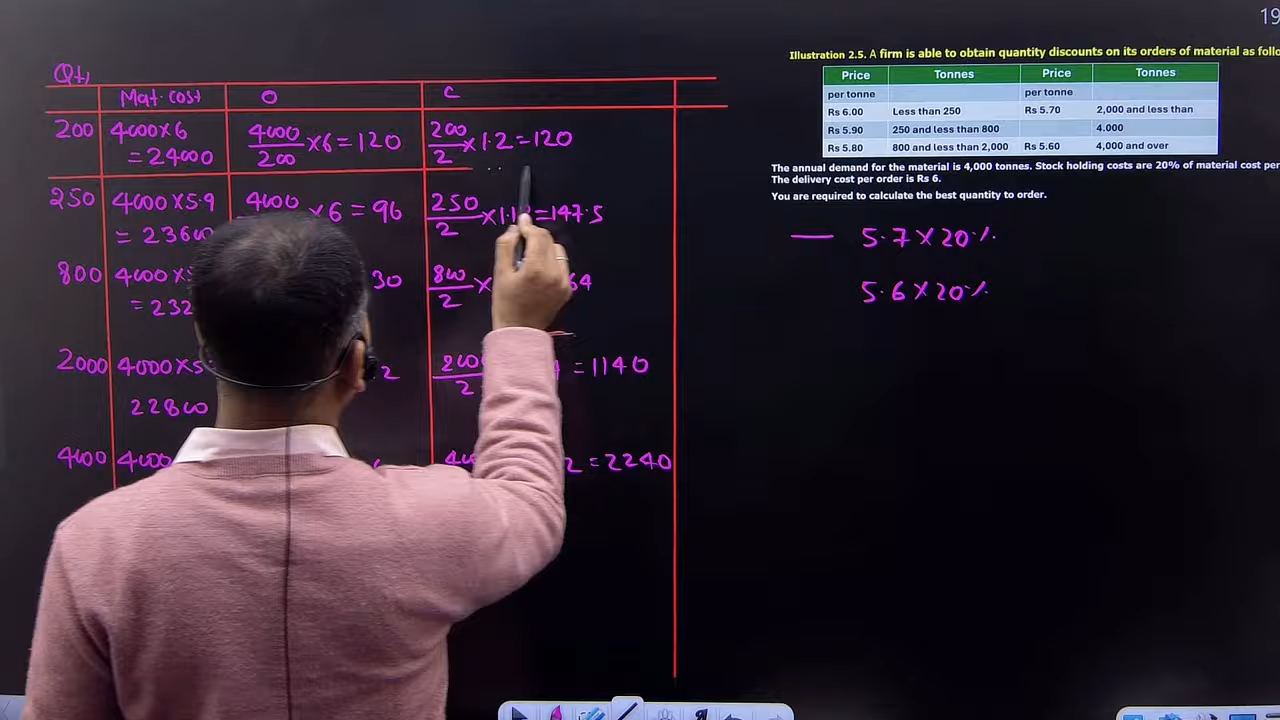 19
Qty
Mat. cost O C
200 4000×6 =24000 4000/200 ×6=120 200/2 ×1.2=120
250 4000×5.9 = 23600 4000 ×6=96 250/2 ×1.1 =147.5
800 4000×5 = 232 30 800/2 × 64
2000 4000×5 22800 2 200 /2 =1140
4000 4000 2 =2240
Illustration 2.5. A firm is able to obtain quantity discounts on its orders of material as
Price Tonnes Price Tonnes
per tonne per tonne
Rs 6.00 Less than 250 Rs 5.70 2,000 and less than
Rs 5.90 250 and less than 800 4.000
Rs 5.80 800 and less than 2,000 Rs 5.60 4,000 and over
The annual demand for the material is 4,000 tonnes. Stock holding costs are 20% of material cost per
The delivery cost per order is Rs 6.
You are required to calculate the best quantity to order.
— 5.7×20%
5.6×20%